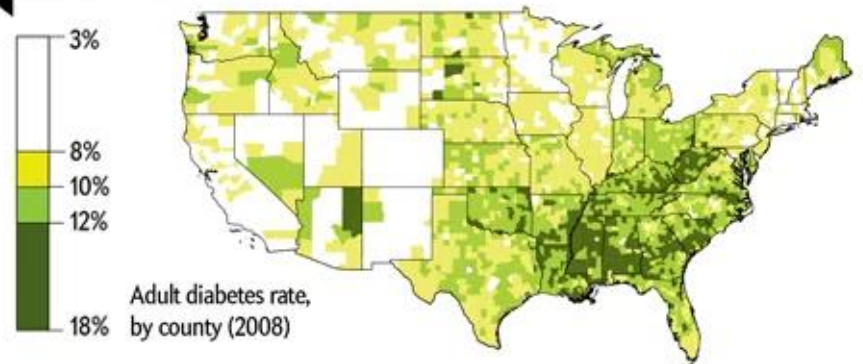 3%
8%
10%
12%
18%
Adult diabetes rate,
by county (2008)